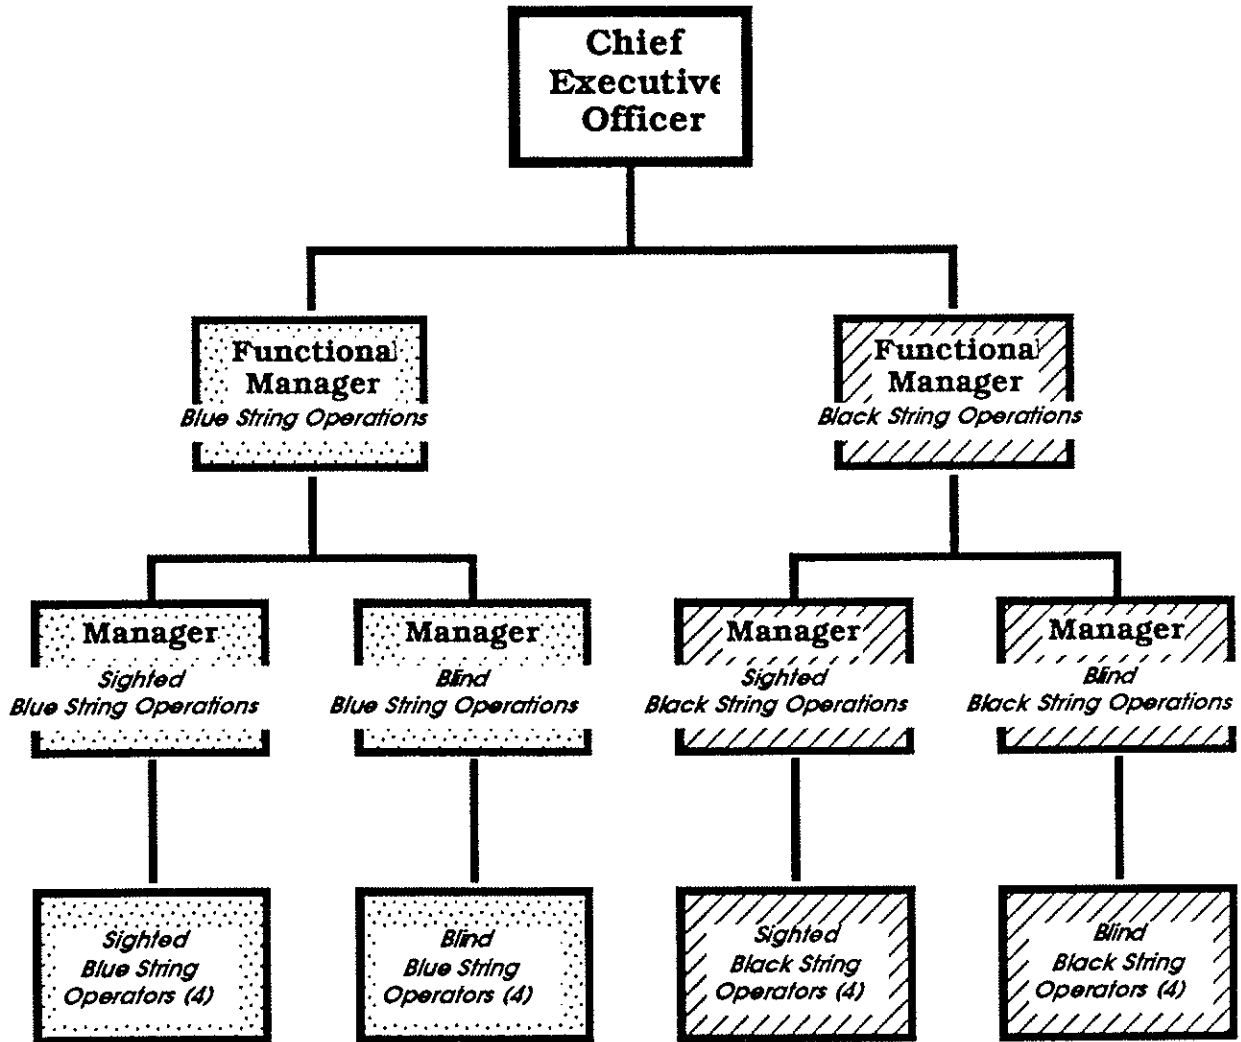 Chief
Executive
Officer
Functional
Manager
Blue String Operations
Functional
Manager
Black String Operations
Manager
Sighted
Blue String Operations
Manager
Blind
Blue String Operations
Manager
Sighted
Black String Operations
Manager
Blind
Black String Operations
Sighted
Blue String
Operators (4)
Blind
Blue String
Operators (4)
Sighted
Black String
Operators (4)
Blind
Black String
Operators (4)